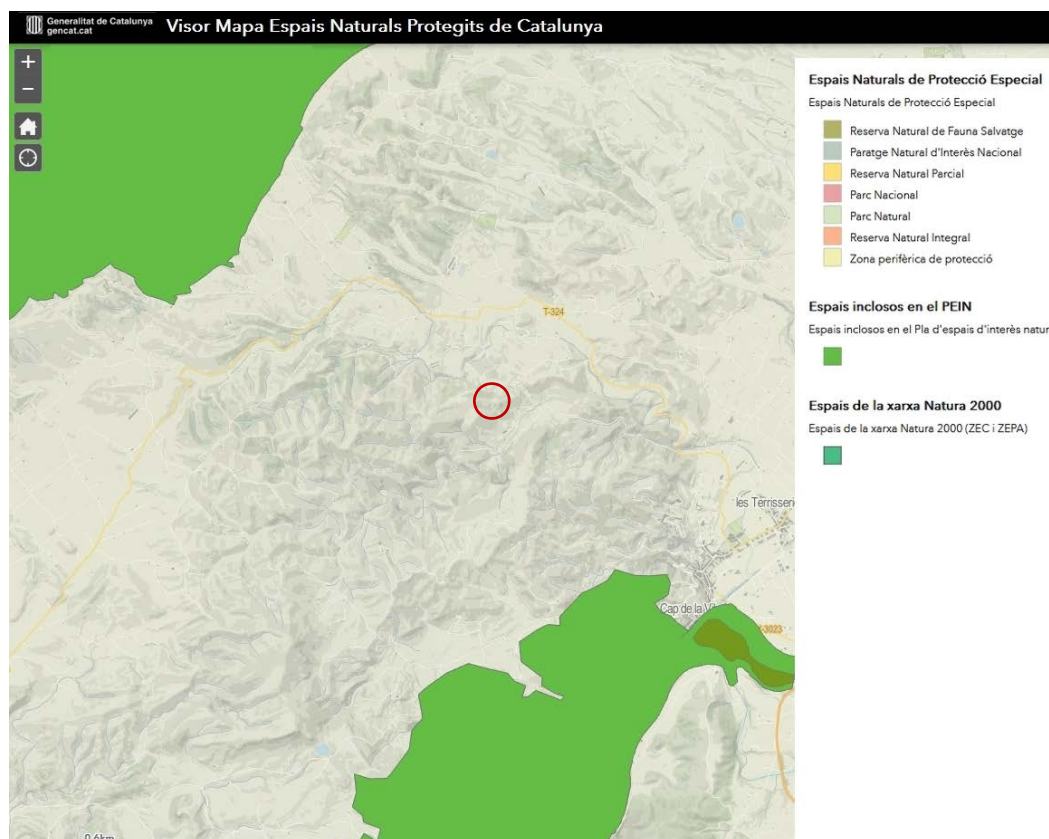 Generalitat de Catalunya
gencat.cat
Visor Mapa Espais Naturals Protegits de Catalunya
+
−
T-324
les Terrisseri
Cap de la Vi
-3023
0.6km
Espais Naturals de Protecció Especial
Espais Naturals de Protecció Especial
Reserva Natural de Fauna Salvatge
Paratge Natural d'Interès Nacional
Reserva Natural Parcial
Parc Nacional
Parc Natural
Reserva Natural Integral
Zona perifèrica de protecció
Espais inclosos en el PEIN
Espais inclosos en el Pla d'espais d'interès natur
Espais de la xarxa Natura 2000
Espais de la xarxa Natura 2000 (ZEC i ZEPA)